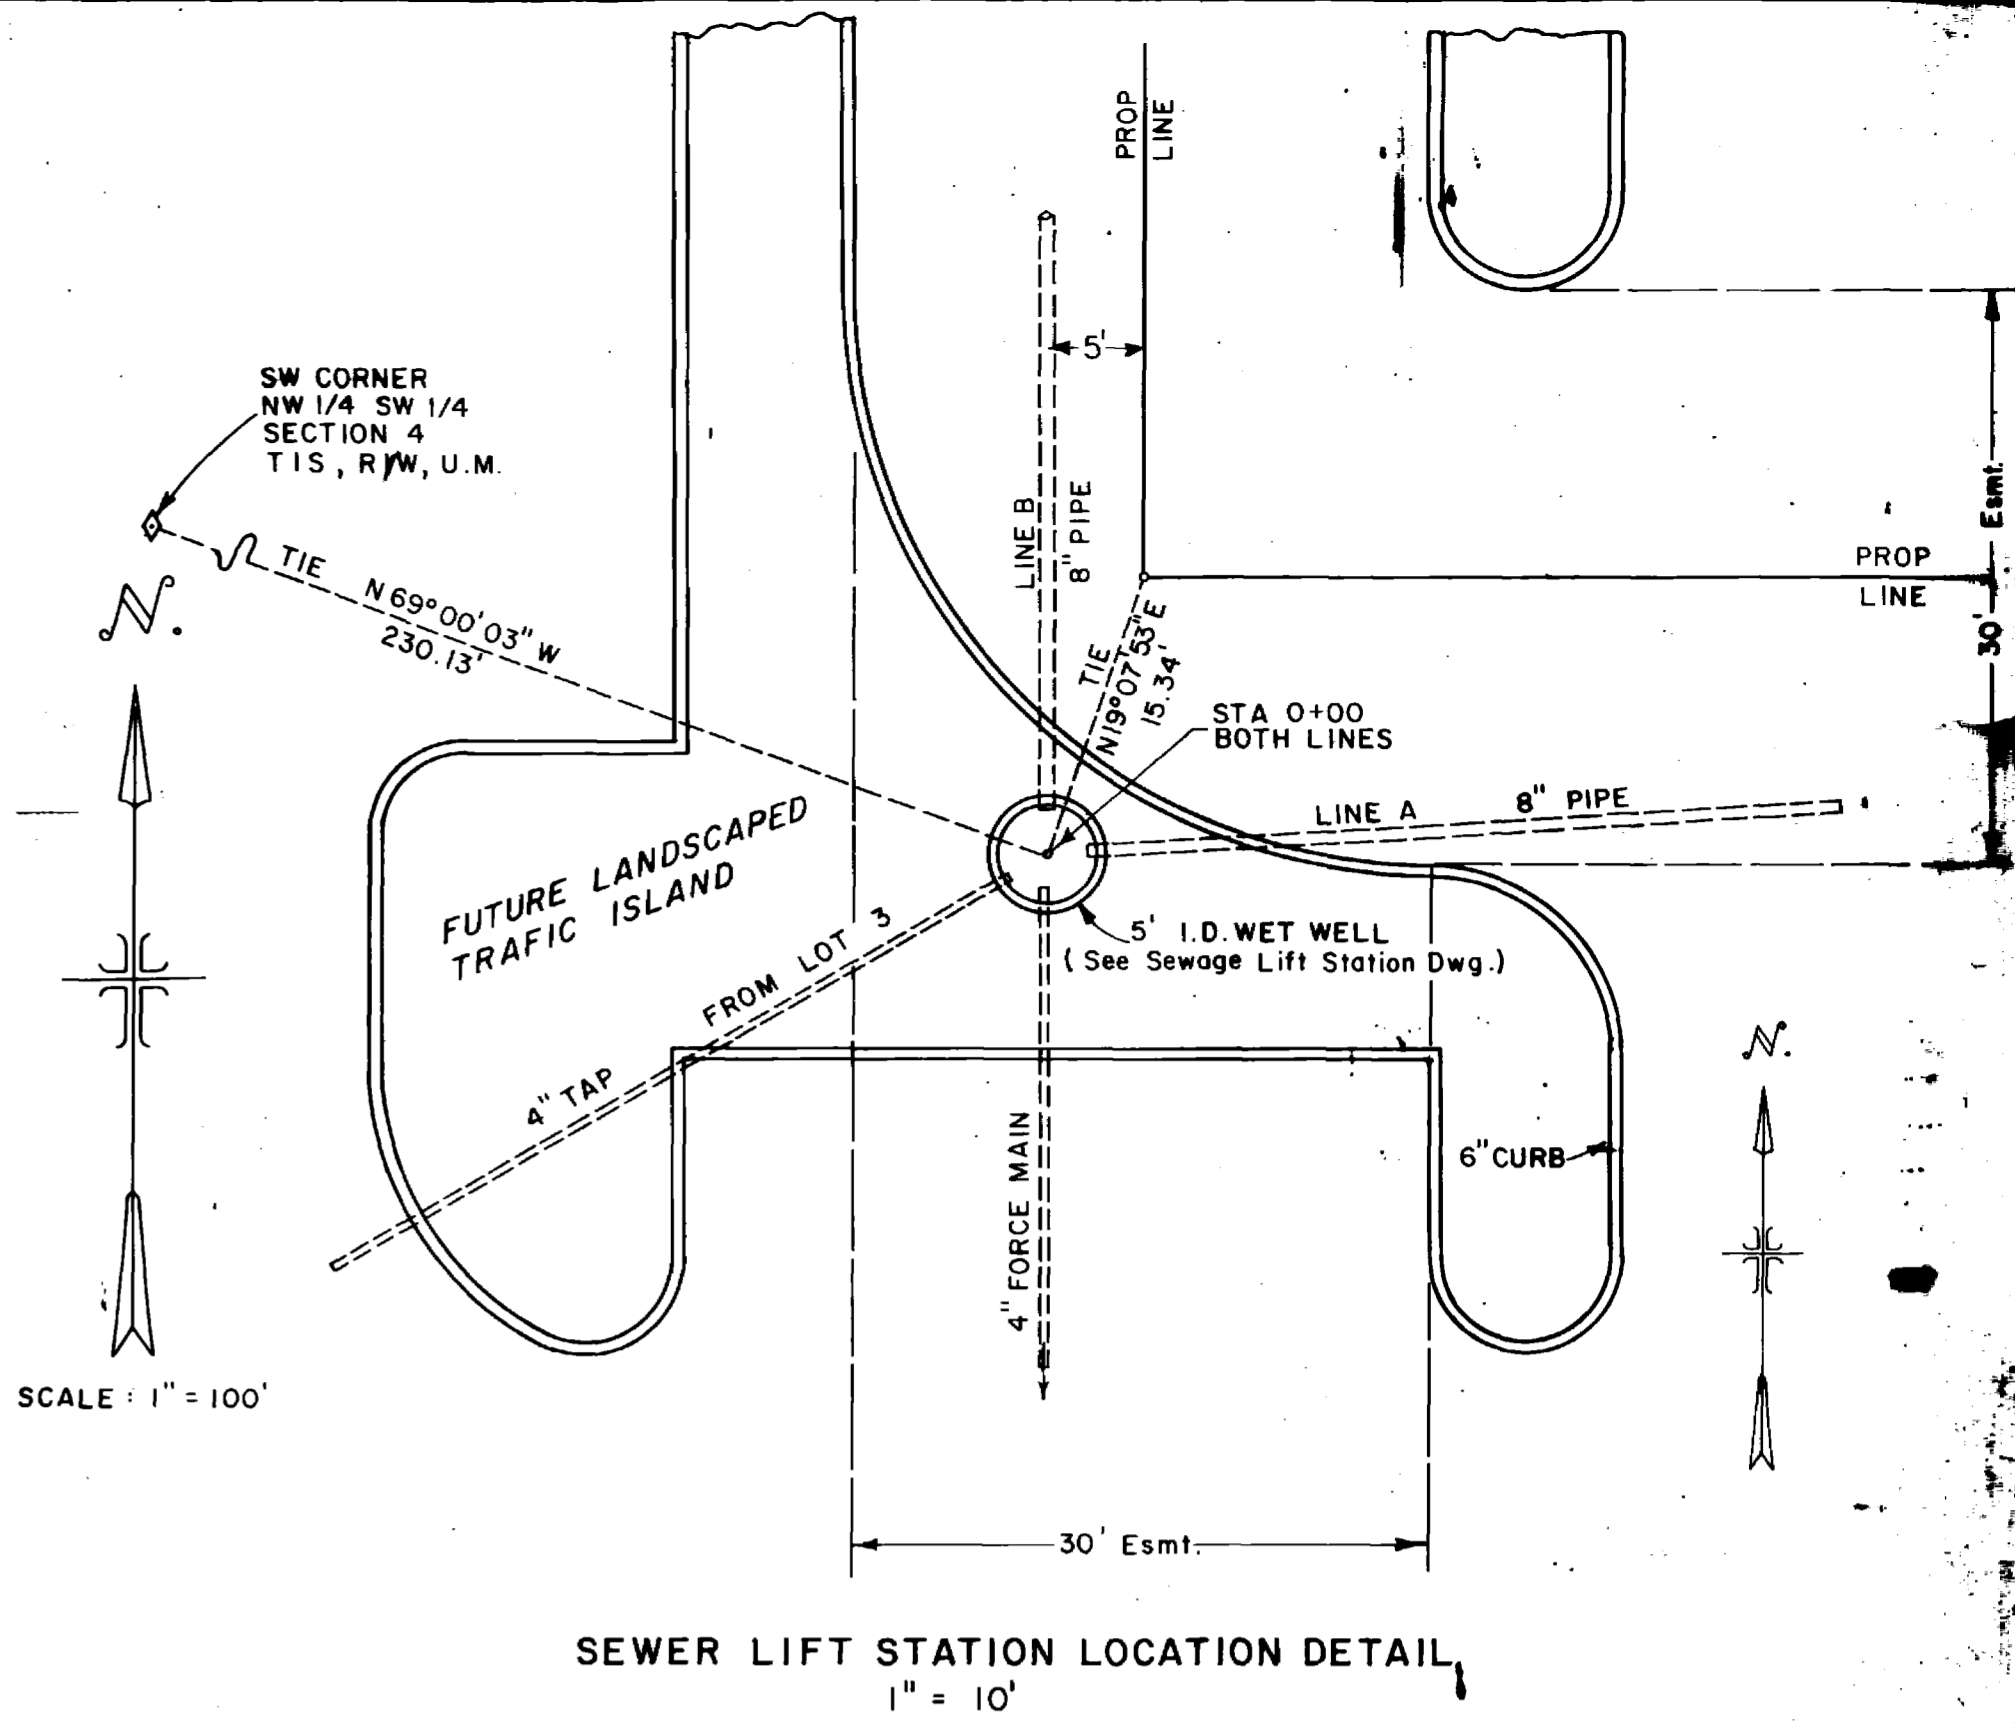 PROP
LINE
5'
SW CORNER
NW 1/4 SW 1/4
SECTION 4
T1S, R1W, U.M.
N.
TIE
N 69° 00' 03" W
230.13'
LINE B
8" PIPE
TIE
N19° 07' 53" E
15.34'
PROP
LINE
30' Esmt.
STA 0+00
BOTH LINES
LINE A 8" PIPE
FUTURE LANDSCAPED
TRAFIC ISLAND
5' I.D. WET WELL
(See Sewage Lift Station Dwg.)
4" TAP FROM LOT 3
N.
4" FORCE MAIN
6" CURB
SCALE : 1" = 100'
30' Esmt.
SEWER LIFT STATION LOCATION DETAIL
1" = 10'